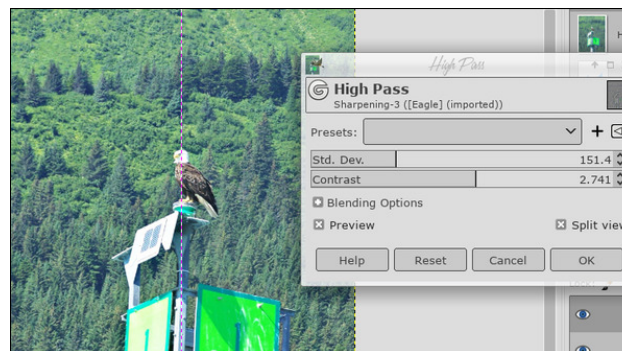 High Pass
High Pass
Sharpening-3 ([Eagle] (imported))
Presets:
Std. Dev. 151.4
Contrast 2.741
Blending Options
Preview Split view
Help Reset Cancel OK